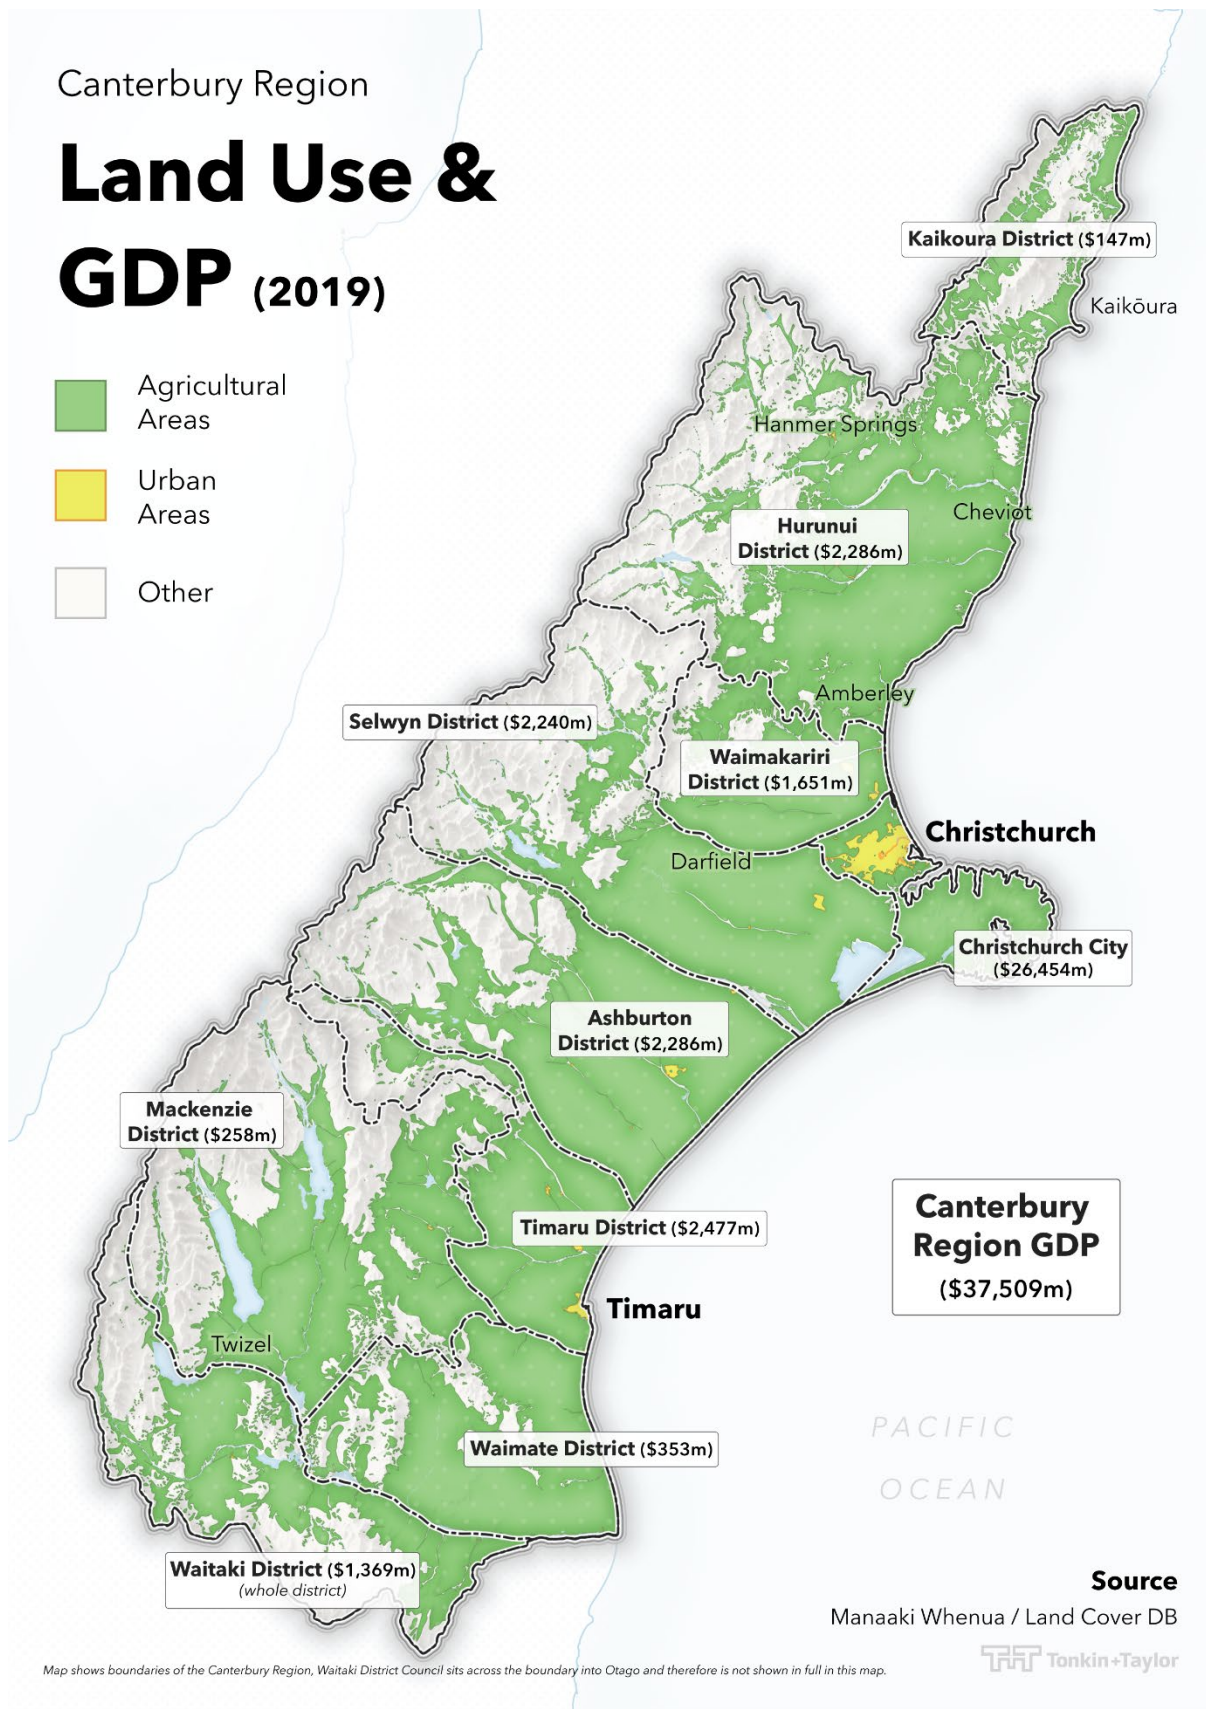 Canterbury Region
Land Use &
GDP (2019)
Agricultural
Areas
Urban
Areas
Other
Kaikoura District ($147m)
Kaikōura
Hanmer Springs
Cheviot
Hurunui
District ($2,286m)
Amberley
Selwyn District ($2,240m)
Waimakariri
District ($1,651m)
Christchurch
Darfield
Christchurch City
($26,454m)
Ashburton
District ($2,286m)
Mackenzie
District ($258m)
Canterbury
Region GDP
($37,509m)
Timaru District ($2,477m)
Timaru
Twizel
PACIFIC
OCEAN
Waimate District ($353m)
Waitaki District ($1,369m)
(whole district)
Source
Manaaki Whenua / Land Cover DB
T+T Tonkin+Taylor
Map shows boundaries of the Canterbury Region, Waitaki District Council sits across the boundary into Otago and therefore is not shown in full in this map.